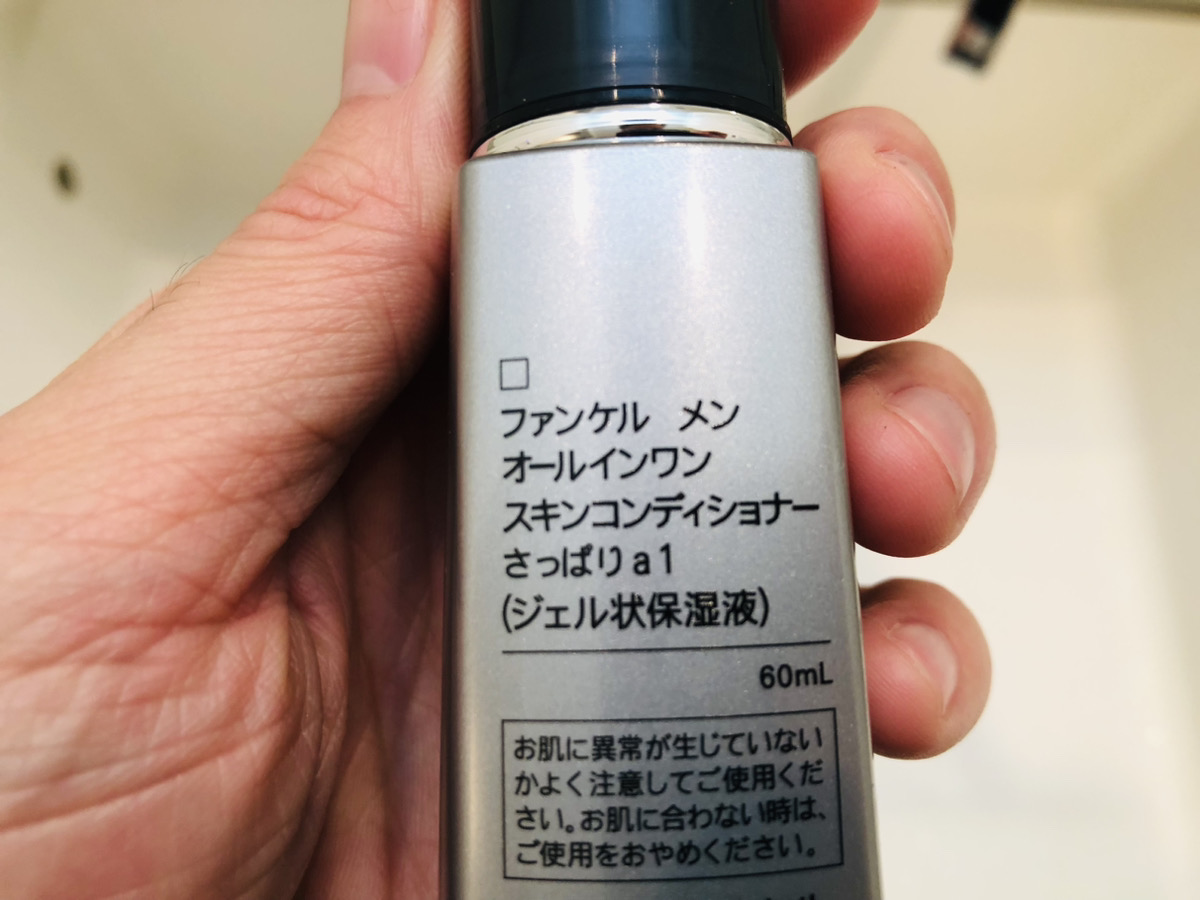 □
ファンケル メン
オールインワン
スキンコンディショナー
さっぱり a 1
(ジェル状保湿液)
60mL
お肌に異常が生じていない
かよく注意してご使用くだ
さい。お肌に合わない時は、
ご使用をおやめください。